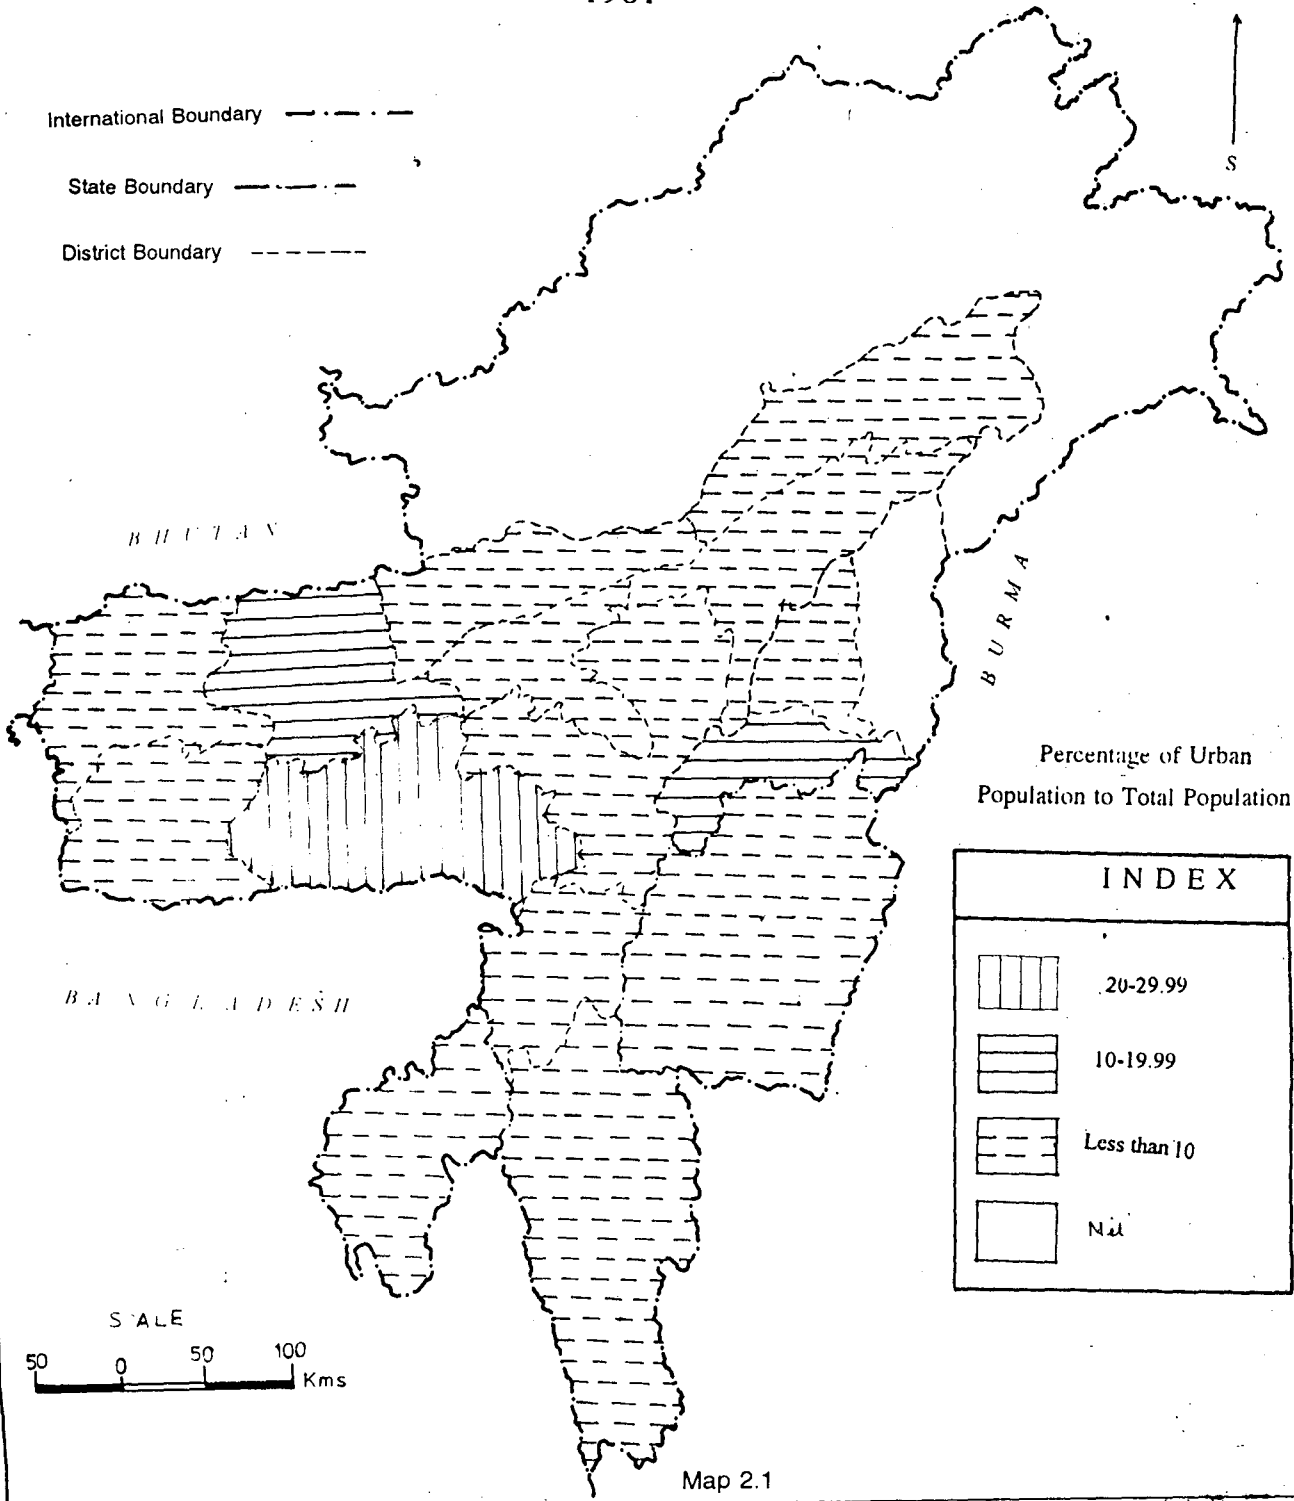 International Boundary
State Boundary
District Boundary
S
BHUTAN
BURMA
BANGLADESH
Percentage of Urban
Population to Total Population
INDEX
20-29.99
10-19.99
Less than 10
Nil
S ALE
50 0 50 100
Kms
Map 2.1